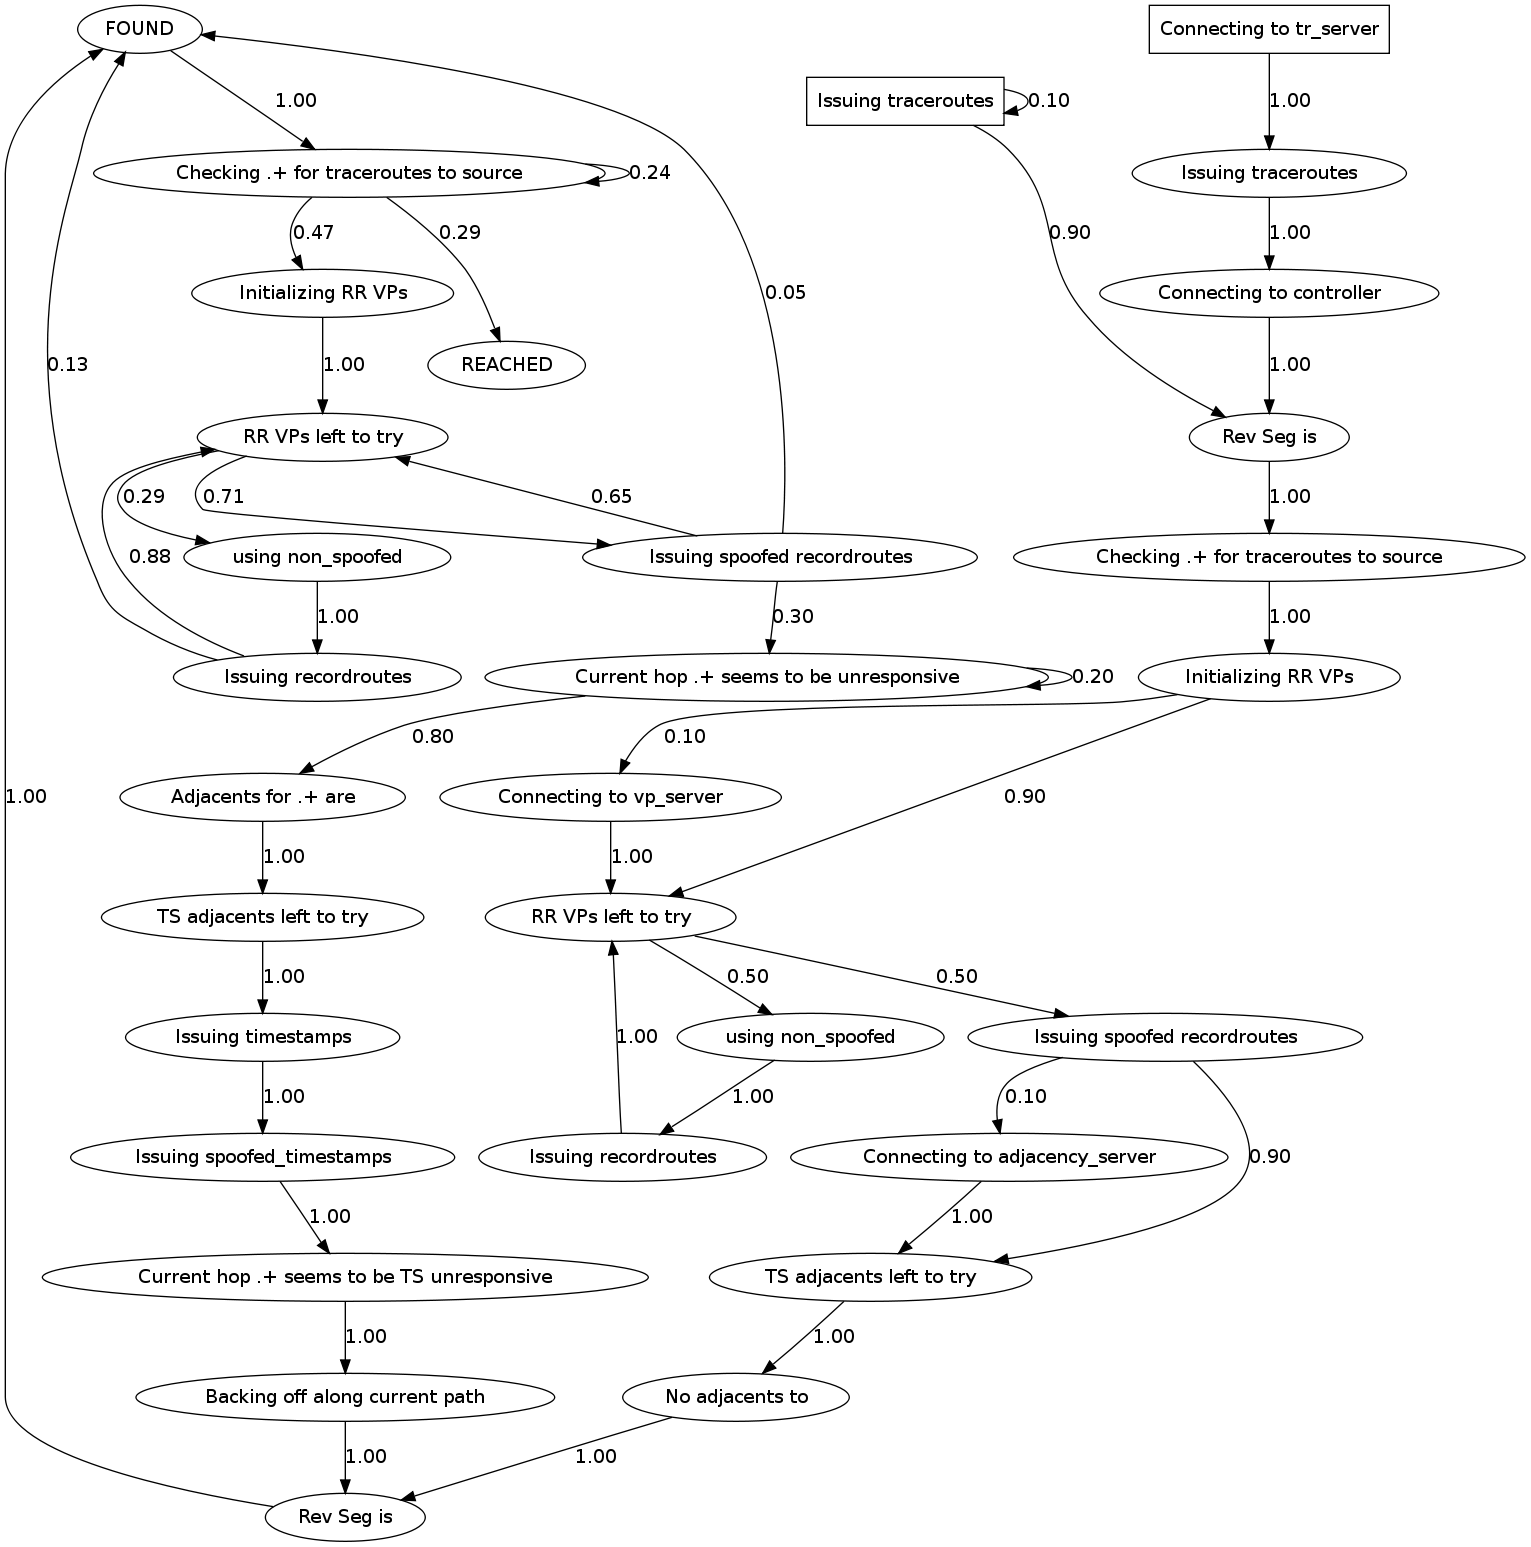 FOUND
Connecting to tr_server
Issuing traceroutes
0.10
1.00
1.00
Checking .+ for traceroutes to source
0.24
Issuing traceroutes
0.47
0.29
0.90
1.00
Initializing RR VPs
0.05
Connecting to controller
0.13
1.00
REACHED
1.00
RR VPs left to try
Rev Seg is
0.29
0.71
0.65
1.00
0.88
using non_spoofed
Issuing spoofed recordroutes
Checking .+ for traceroutes to source
1.00
0.30
1.00
Issuing recordroutes
Current hop .+ seems to be unresponsive
0.20
Initializing RR VPs
0.80
0.10
1.00
Adjacents for .+ are
Connecting to vp_server
0.90
1.00
1.00
TS adjacents left to try
RR VPs left to try
1.00
0.50
0.50
Issuing timestamps
1.00
using non_spoofed
Issuing spoofed recordroutes
1.00
1.00
0.10
Issuing spoofed_timestamps
Issuing recordroutes
Connecting to adjacency_server
0.90
1.00
1.00
Current hop .+ seems to be TS unresponsive
TS adjacents left to try
1.00
1.00
Backing off along current path
No adjacents to
1.00
1.00
Rev Seg is